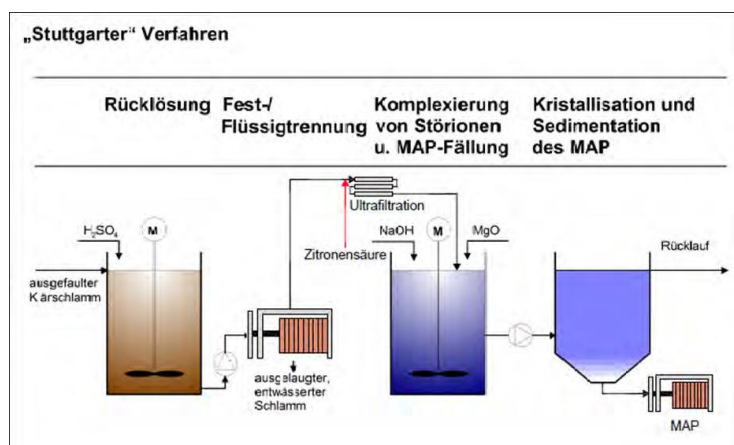 „Stuttgarter“ Verfahren
Rücklösung
Fest-/
Flüssigtrennung
Komplexierung
von Störionen
u. MAP-Fällung
Kristallisation und
Sedimentation
des MAP
H₂SO₄
M
ausgefaulter
Klärschlamm
ausgelaugter,
entwässerter
Schlamm
Ultrafiltration
Zitronensäure
NaOH
M
MgO
Rücklauf
MAP